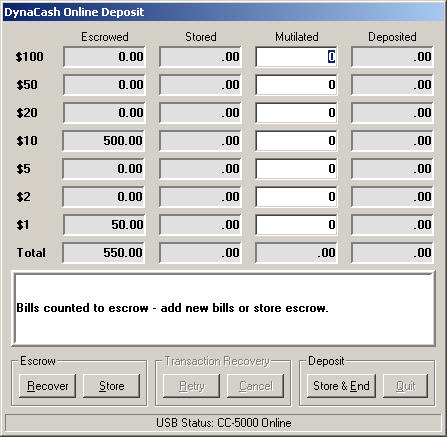 DynaCash Online Deposit
Escrowed Stored Mutilated Deposited
$100 0.00 .00 0 .00
$50 0.00 .00 0 .00
$20 0.00 .00 0 .00
$10 500.00 .00 0 .00
$5 0.00 .00 0 .00
$2 0.00 .00 0 .00
$1 50.00 .00 0 .00
Total 550.00 .00 .00 .00
Bills counted to escrow - add new bills or store escrow.
Escrow Transaction Recovery Deposit
Recover Store Retry Cancel Store & End Quit
USB Status: CC-5000 Online